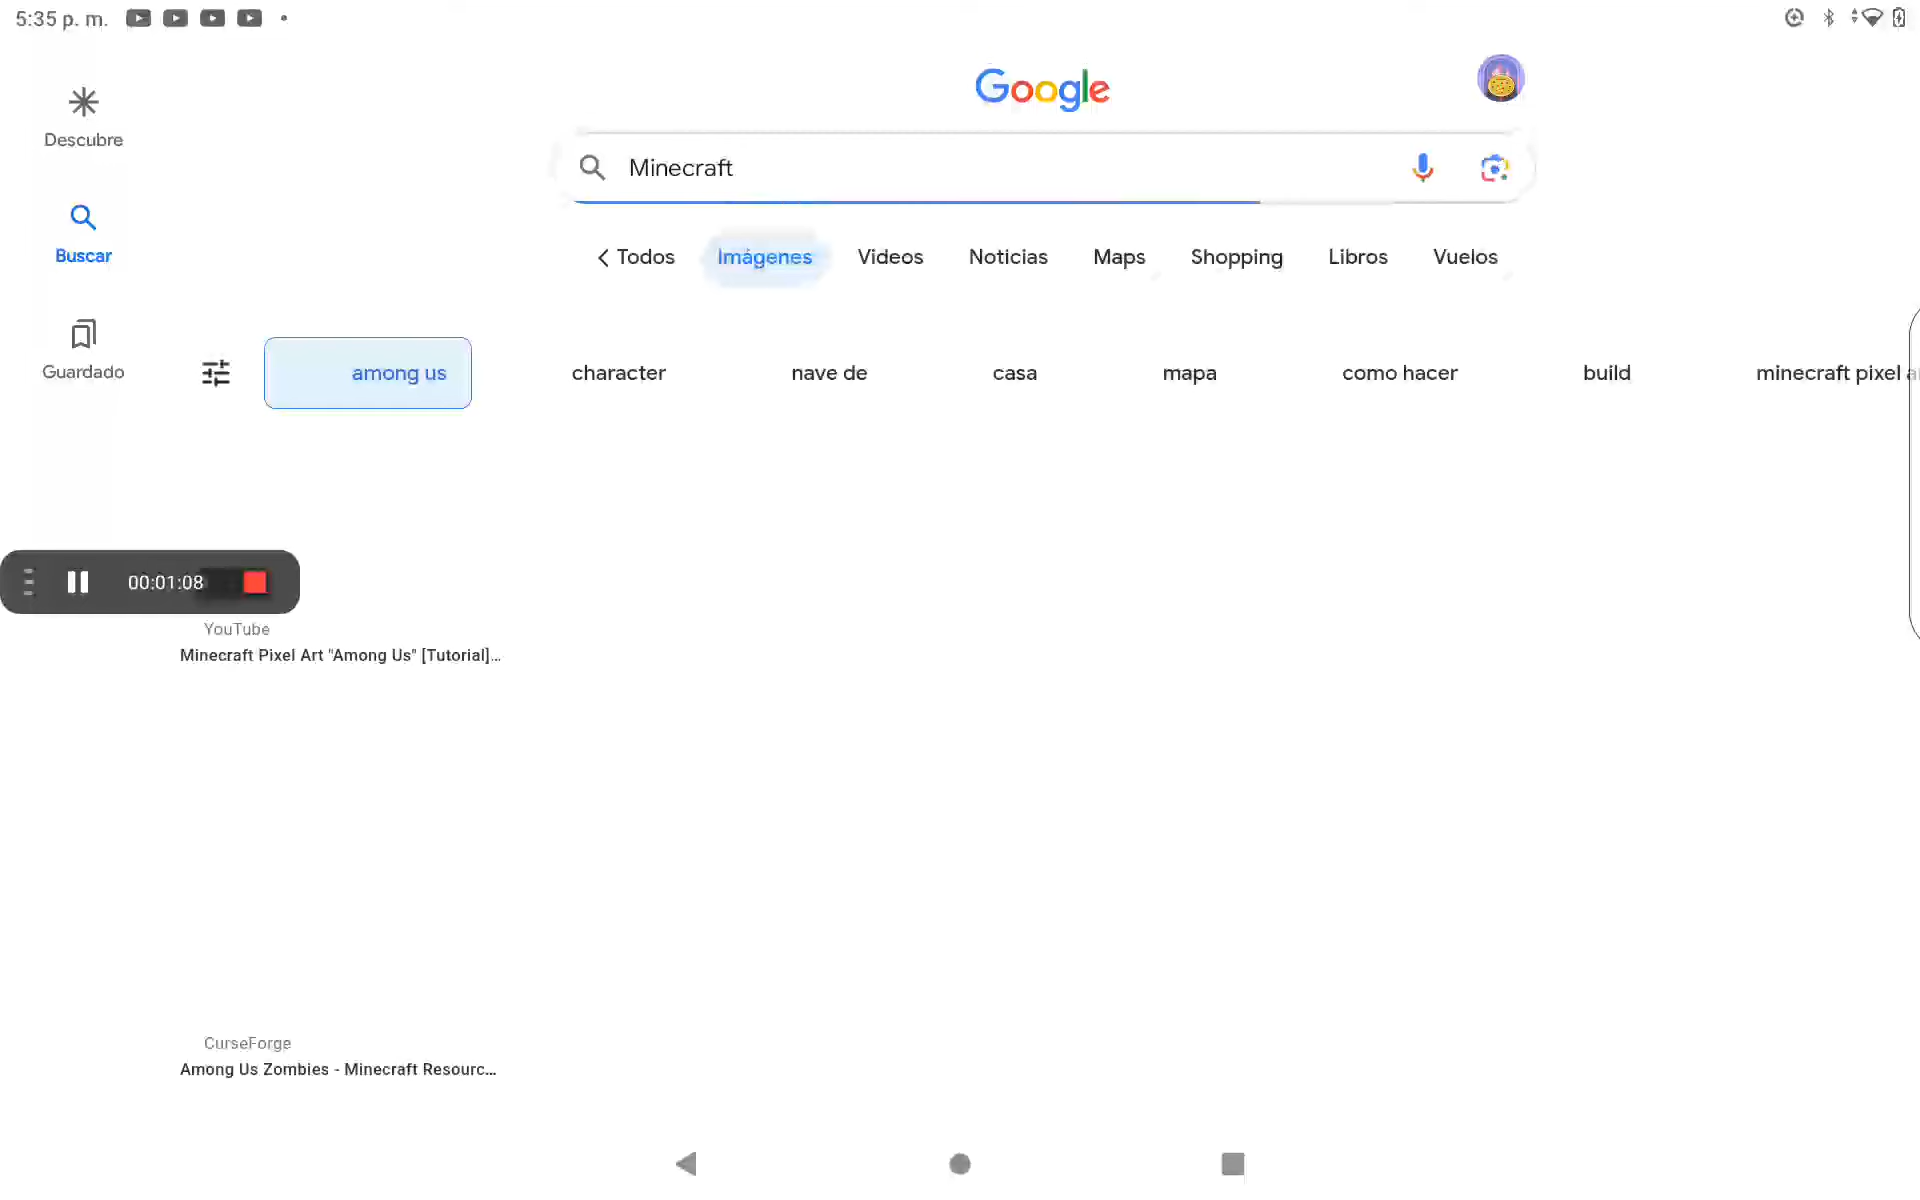 5:35 p. m.
Google
Descubre
Minecraft
Buscar
Todos Imágenes Videos Noticias Maps Shopping Libros Vuelos
Guardado
among us character nave de casa mapa como hacer build minecraft pixel
00:01:08
YouTube
Minecraft Pixel Art "Among Us" [Tutorial]...
CurseForge
Among Us Zombies - Minecraft Resourc...